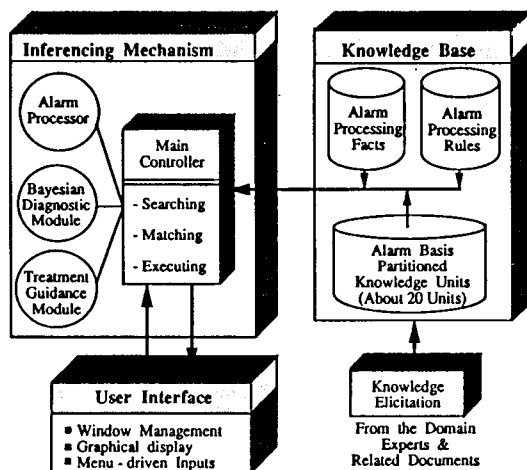 Inferencing Mechanism
Alarm
Processor
Bayesian
Diagnostic
Module
Treatment
Guidance
Module
Main
Controller
- Searching
- Matching
- Executing
Knowledge Base
Alarm
Processing
Facts
Alarm
Processing
Rules
Alarm Basis
Partitioned
Knowledge Units
(About 20 Units)
User Interface
■ Window Management
■ Graphical display
■ Menu - driven Inputs
Knowledge
Elicitation
From the Domain
Experts &
Related Documents